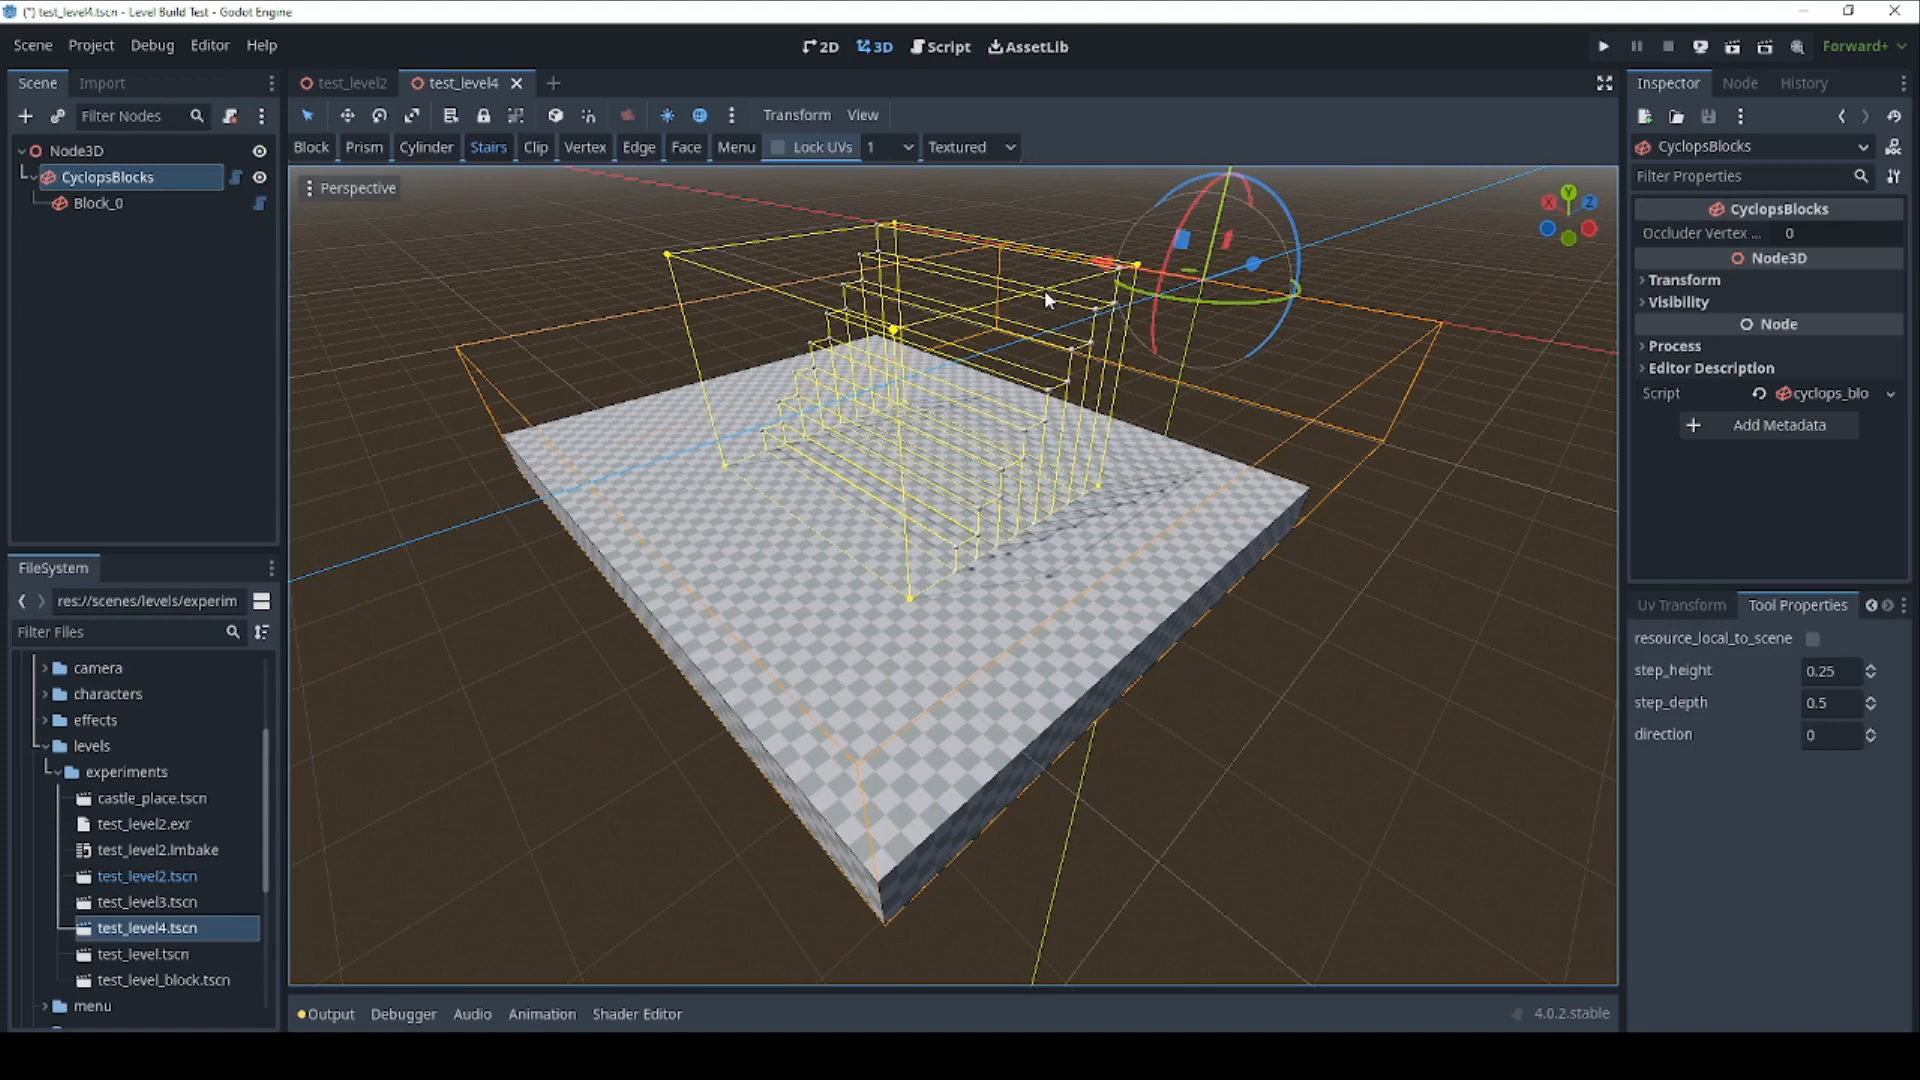 (*) test_level4.tscn - Level Build Test - Godot Engine
Scene Project Debug Editor Help
2D 3D Script AssetLib
Forward+
Scene Import
test_level2 test_level4
Inspector Node History
Filter Nodes
Transform View
Block Prism Cylinder Stairs Clip Vertex Edge Face Menu Lock UVs 1 Textured
Node3D
CyclopsBlocks
Block_0
Perspective
X Y Z
CyclopsBlocks
Filter Properties
CyclopsBlocks
Occluder Vertex ... 0
Node3D
Transform
Visibility
Node
Process
Editor Description
Script cyclops_blo
Add Metadata
FileSystem
res://scenes/levels/experim
Filter Files
camera
characters
effects
levels
experiments
castle_place.tscn
test_level2.exr
test_level2.lmbake
test_level2.tscn
test_level3.tscn
test_level4.tscn
test_level.tscn
test_level_block.tscn
menu
Uv Transform Tool Properties
resource_local_to_scene
step_height 0.25
step_depth 0.5
direction 0
Output Debugger Audio Animation Shader Editor
4.0.2.stable